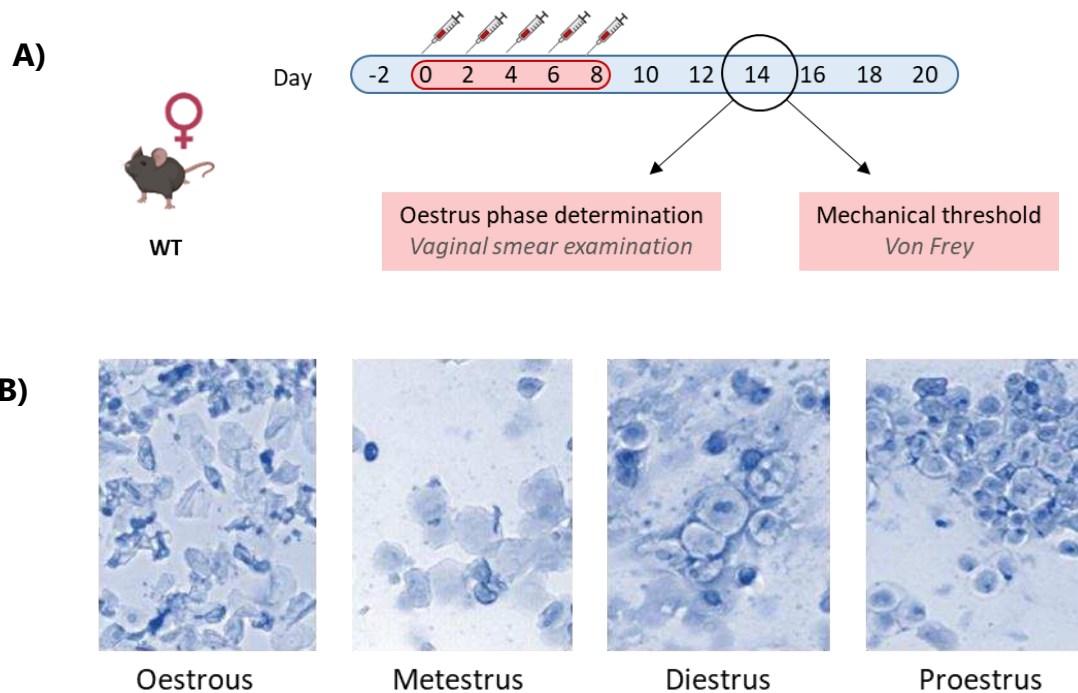 A)
Day
-2 0 2 4 6 8 10 12 14 16 18 20
WT
Oestrus phase determination
Vaginal smear examination
Mechanical threshold
Von Frey
B)
Oestrous Metestrus Diestrus Proestrus